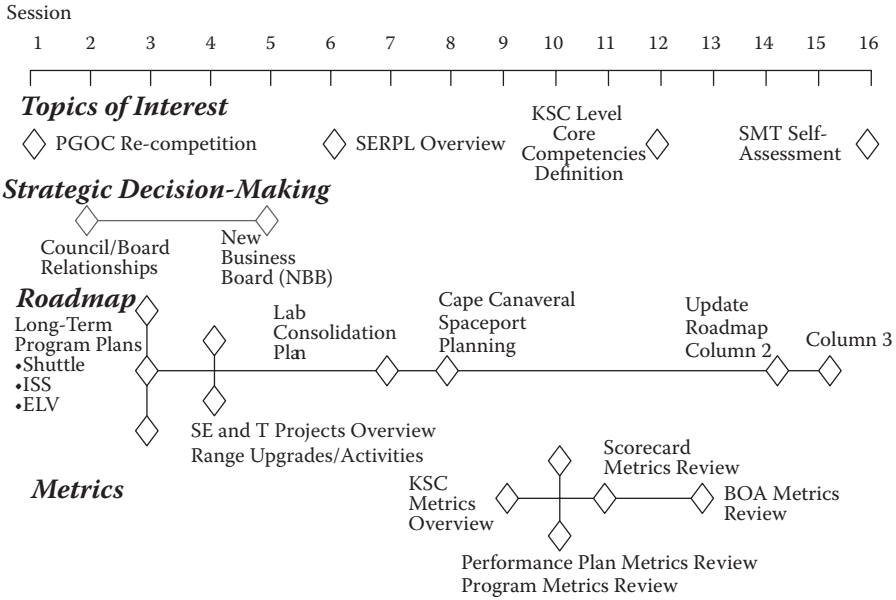 Session
1 2 3 4 5 6 7 8 9 10 11 12 13 14 15 16
Topics of Interest
PGOC Re-competition
SERPL Overview
KSC Level
Core
Competencies
Definition
SMT Self-
Assessment
Strategic Decision-Making
Council/Board
Relationships
New
Business
Board (NBB)
Roadmap
Long-Term
Program Plans
•Shuttle
•ISS
•ELV
Lab
Consolidation
Plan
Cape Canaveral
Spaceport
Planning
Update
Roadmap
Column 2
Column 3
SE and T Projects Overview
Range Upgrades/Activities
Metrics
KSC
Metrics
Overview
Scorecard
Metrics Review
BOA Metrics
Review
Performance Plan Metrics Review
Program Metrics Review